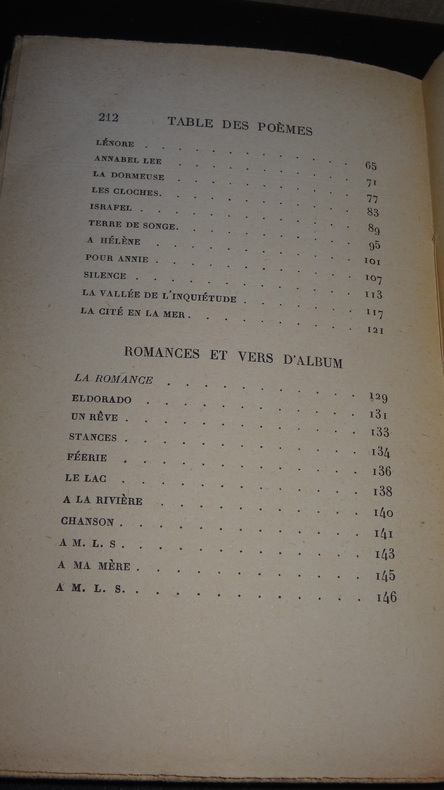 212 TABLE DES POÈMES
LÉNORE . . . . . . . . . . . 65
ANNABEL LEE . . . . . . . . . . 71
LA DORMEUSE . . . . . . . . . . 77
LES CLOCHES. . . . . . . . . . . 83
ISRAFEL . . . . . . . . . . . . 89
TERRE DE SONGE. . . . . . . . . . 95
A HÉLÈNE . . . . . . . . . . . 101
POUR ANNIE . . . . . . . . . . . 107
SILENCE . . . . . . . . . . . . 113
LA VALLÉE DE L'INQUIÉTUDE . . . . . . . 117
LA CITÉ EN LA MER . . . . . . . . . 121
ROMANCES ET VERS D'ALBUM
LA ROMANCE . . . . . . . . . . 129
ELDORADO . . . . . . . . . . . 131
UN RÊVE . . . . . . . . . . . . 133
STANCES . . . . . . . . . . . . 134
FÉERIE . . . . . . . . . . . . 136
LE LAC . . . . . . . . . . . . 138
A LA RIVIÈRE . . . . . . . . . . 140
CHANSON . . . . . . . . . . . . 141
A M. L. S . . . . . . . . . . . . 143
A MA MÈRE . . . . . . . . . . . 145
A M. L. S. . . . . . . . . . . . 146